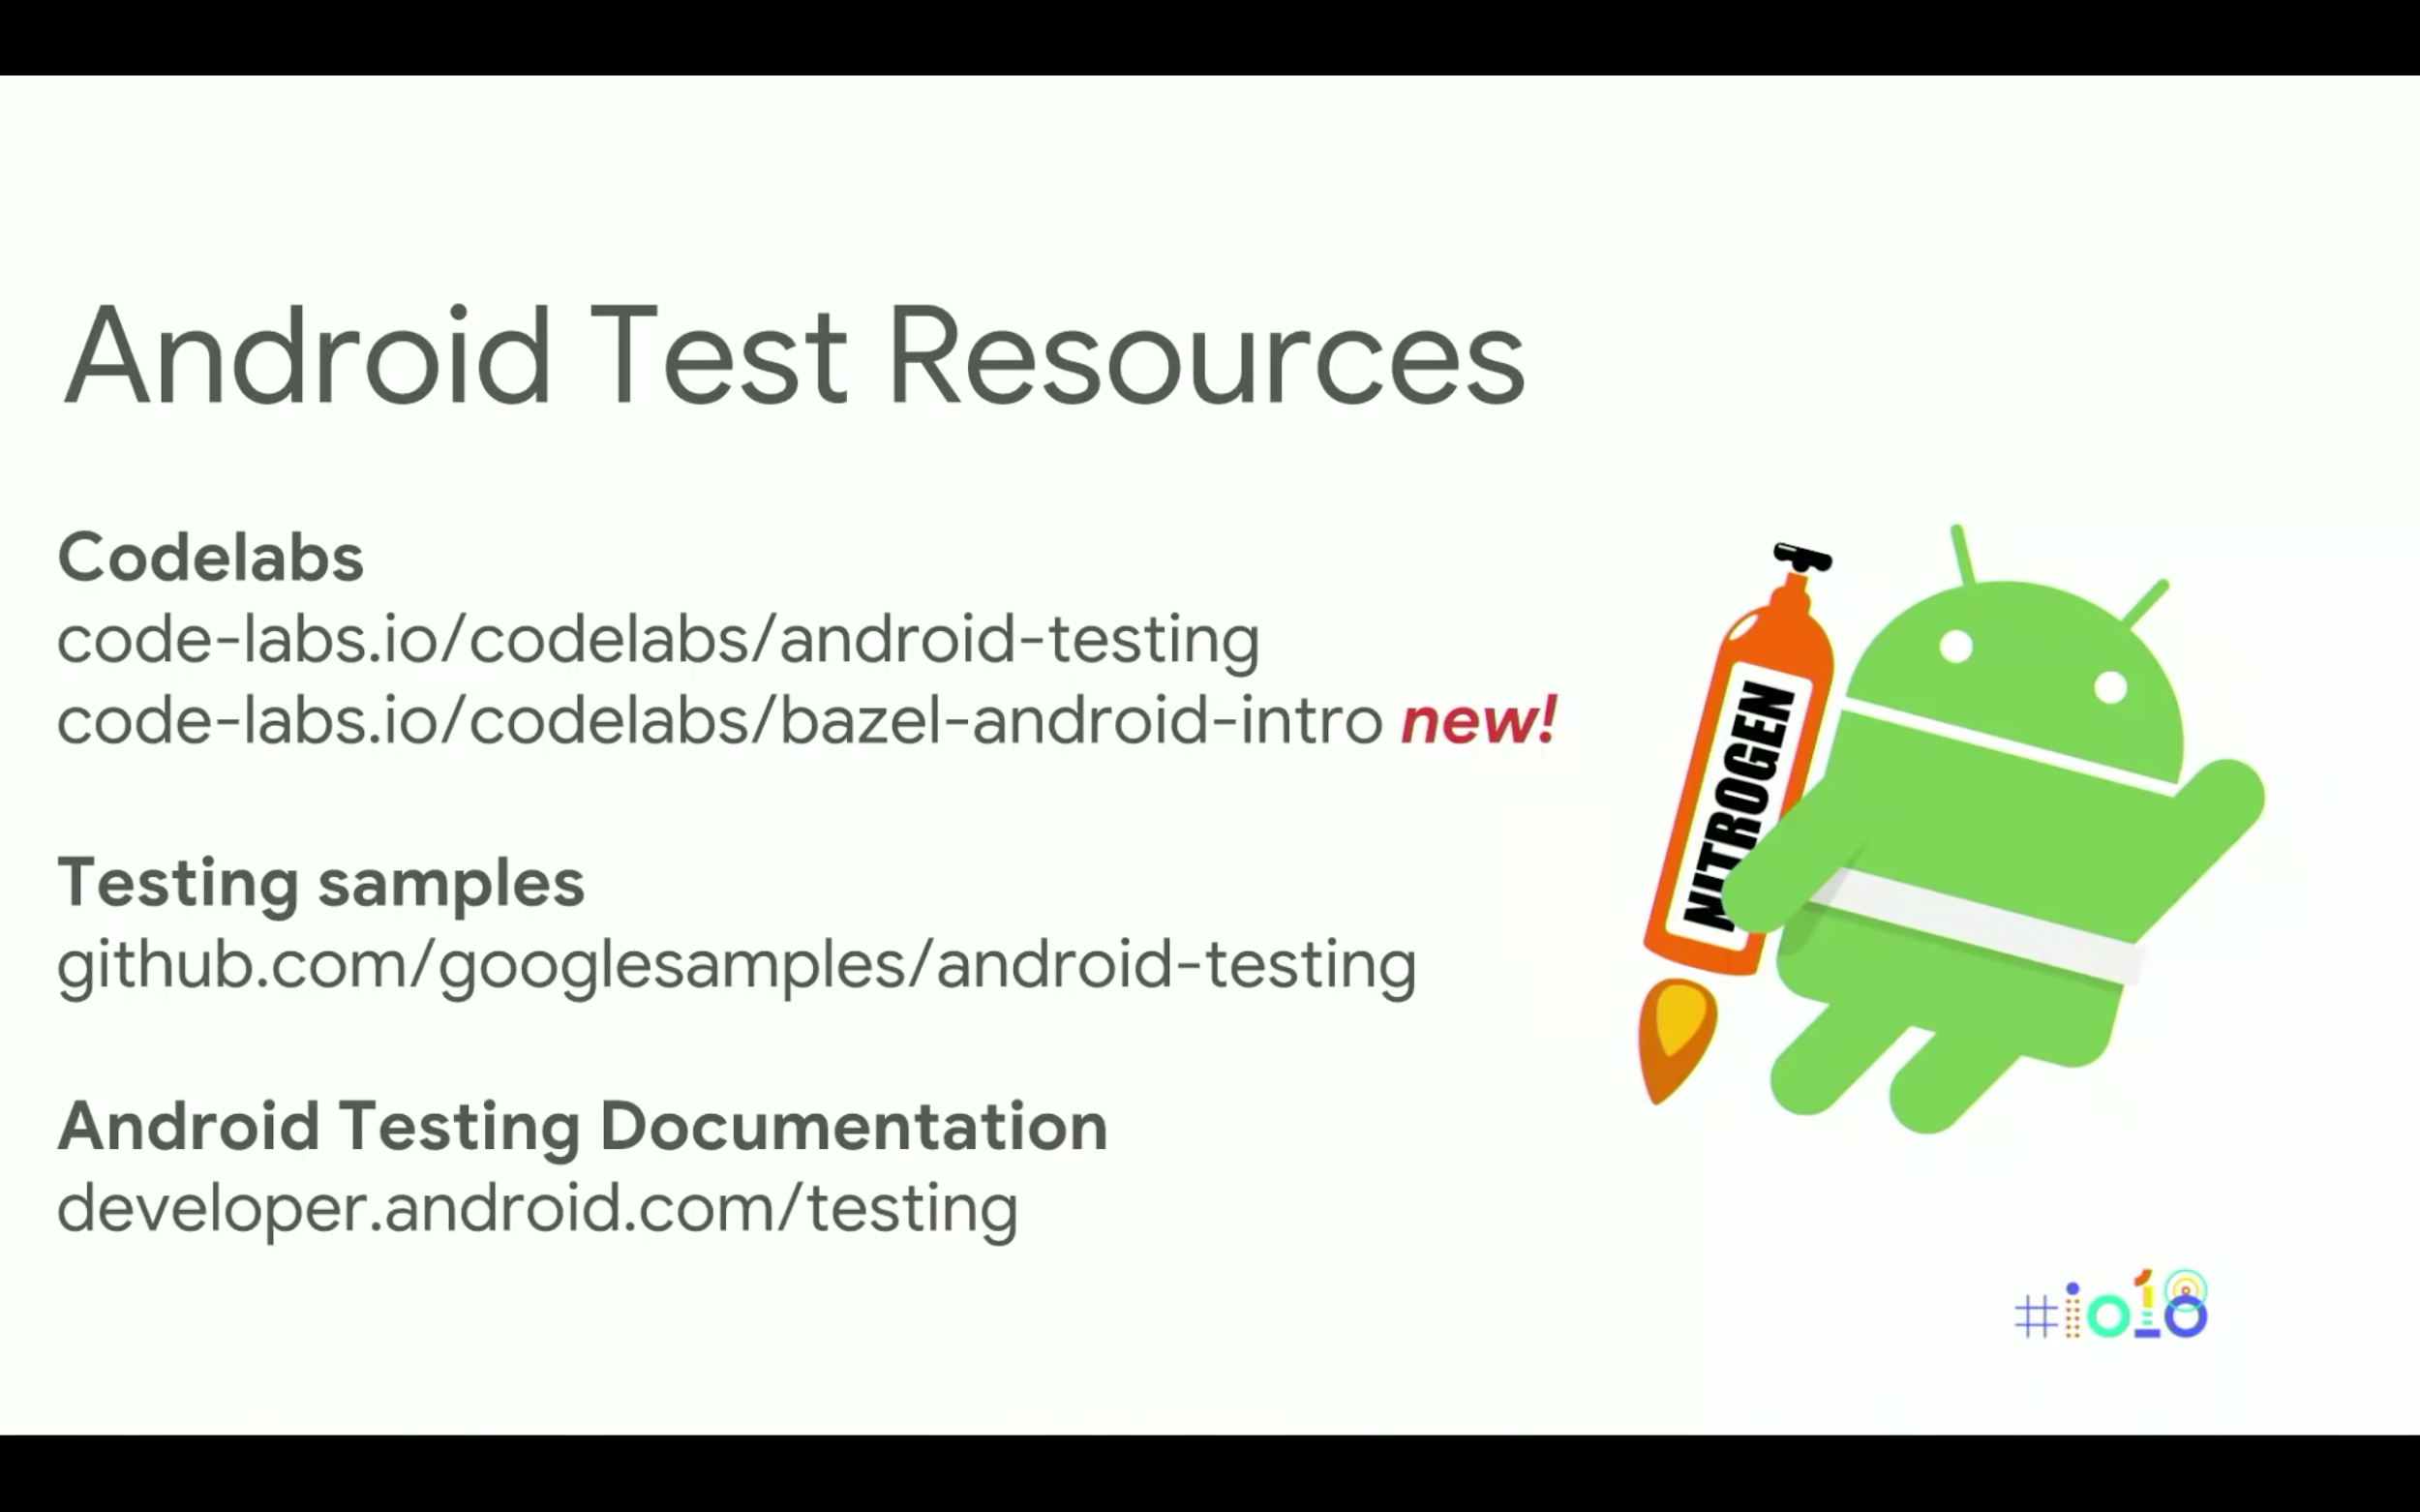 Android Test Resources
Codelabs
code-labs.io/codelabs/android-testing
code-labs.io/codelabs/bazel-android-intro new!
Testing samples
github.com/googlesamples/android-testing
Android Testing Documentation
developer.android.com/testing
NITROGEN
#io18